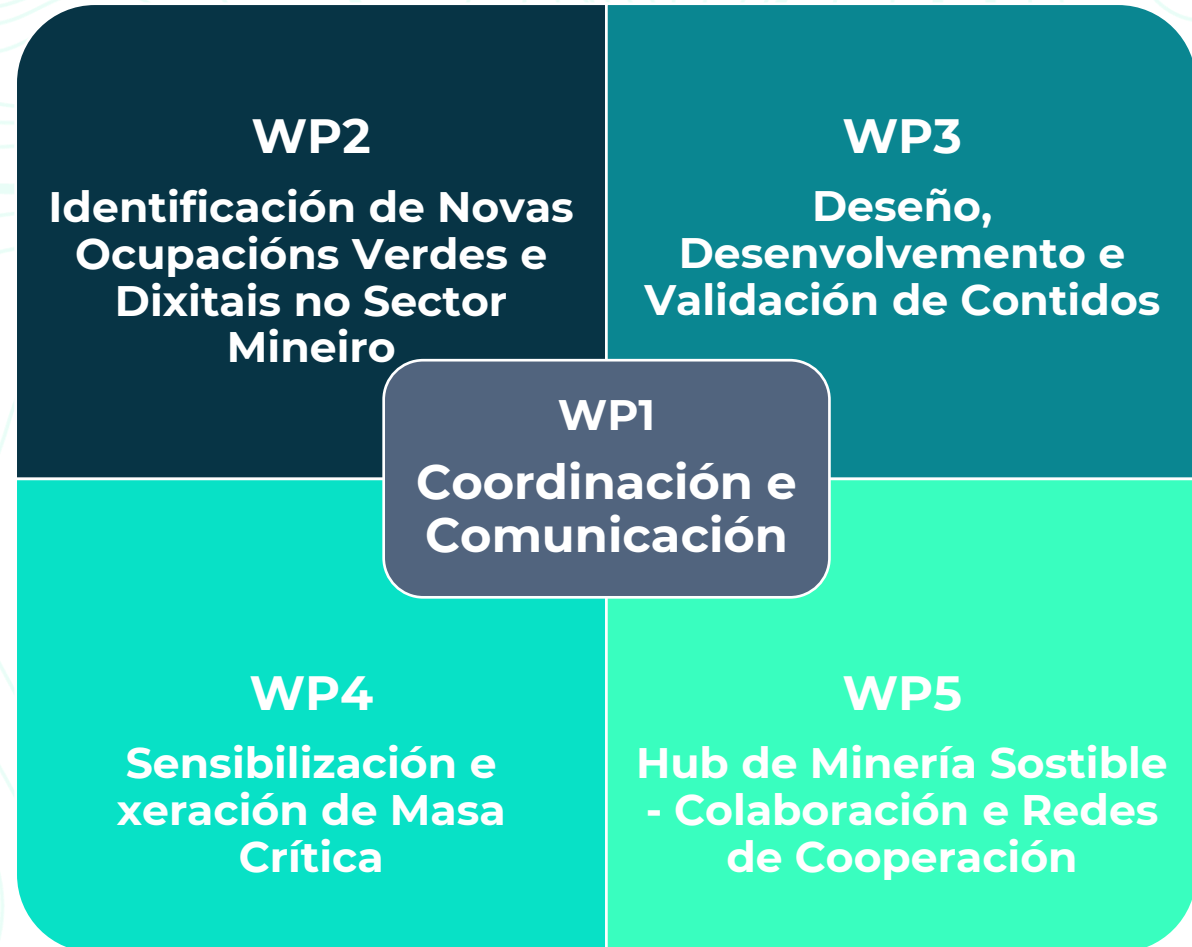 WP2
Identificación de Novas
Ocupacións Verdes e
Dixitais no Sector
Mineiro
WP3
Deseño,
Desenvolvemento e
Validación de Contidos
WP1
Coordinación e
Comunicación
WP4
Sensibilización e
xeración de Masa
Crítica
WP5
Hub de Minería Sostible
- Colaboración e Redes
de Cooperación